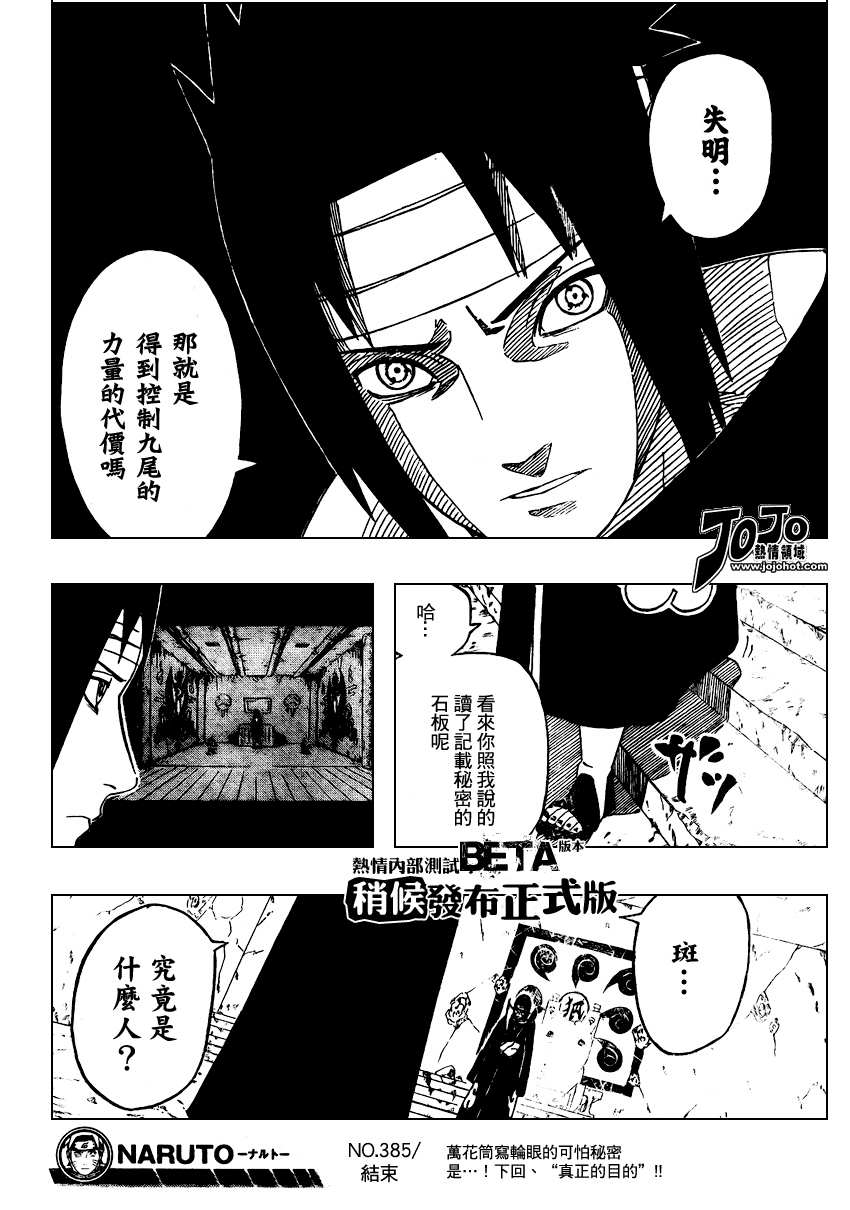 失明…
那就是
得到控制九尾的
力量的代價嗎
JOJO
熱情領域
www.jojohot.com
哈…
看來你照我說的
讀了記載秘密的
石板呢
ザッ
熱情內部測試
BETA版本
稍候發布正式版
斑…
究竟是
什麼人？
NARUTO
ーナルトー
NO.385/
結束
萬花筒寫輪眼的可怕秘密
是…！下回、“真正的目的”!!